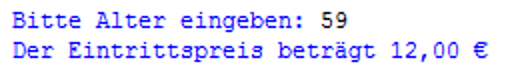 Bitte Alter eingeben: 59
Der Eintrittspreis beträgt 12,00 €